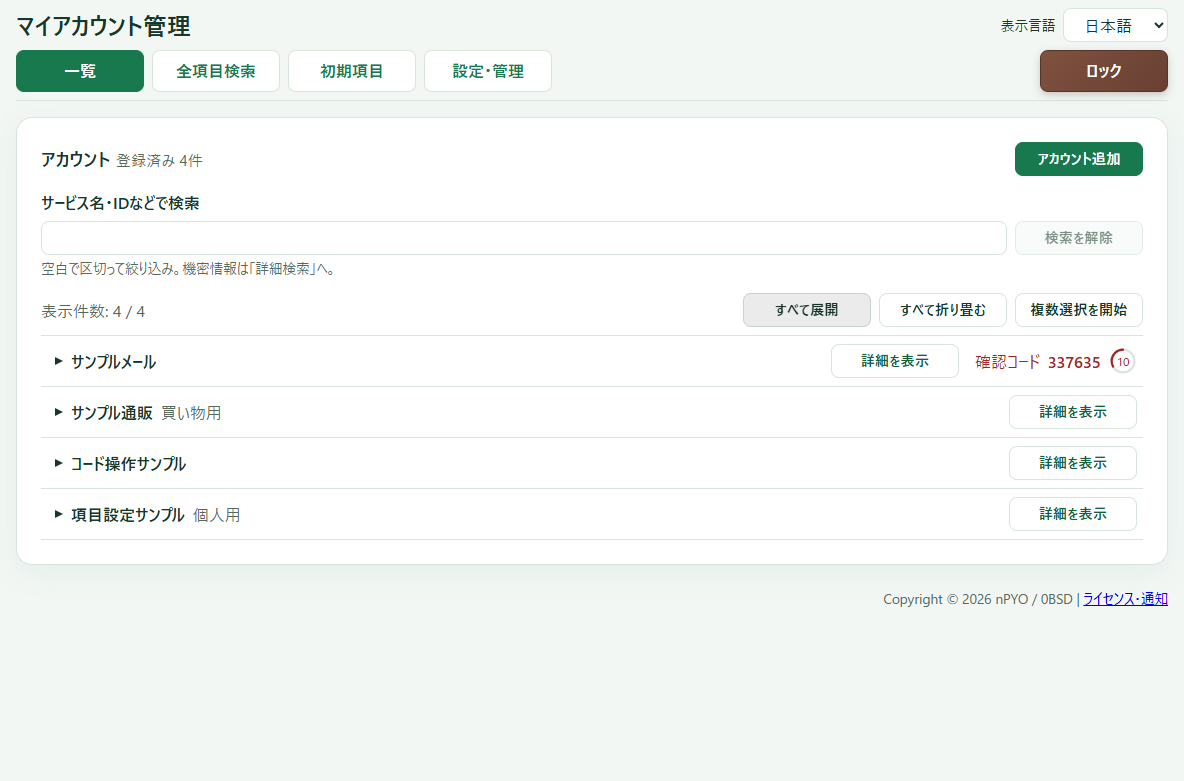 マイアカウント管理
表示言語 日本語
一覧 全項目検索 初期項目 設定・管理 ロック
アカウント 登録済み 4件 アカウント追加
サービス名・IDなどで検索
検索を解除
空白で区切って絞り込み。機密情報は「詳細検索」へ。
表示件数: 4 / 4 すべて展開 すべて折り畳む 複数選択を開始
サンプルメール 詳細を表示 確認コード 337635 10
サンプル通販 買い物用 詳細を表示
コード操作サンプル 詳細を表示
項目設定サンプル 個人用 詳細を表示
Copyright © 2026 nPYO / 0BSD | ライセンス・通知